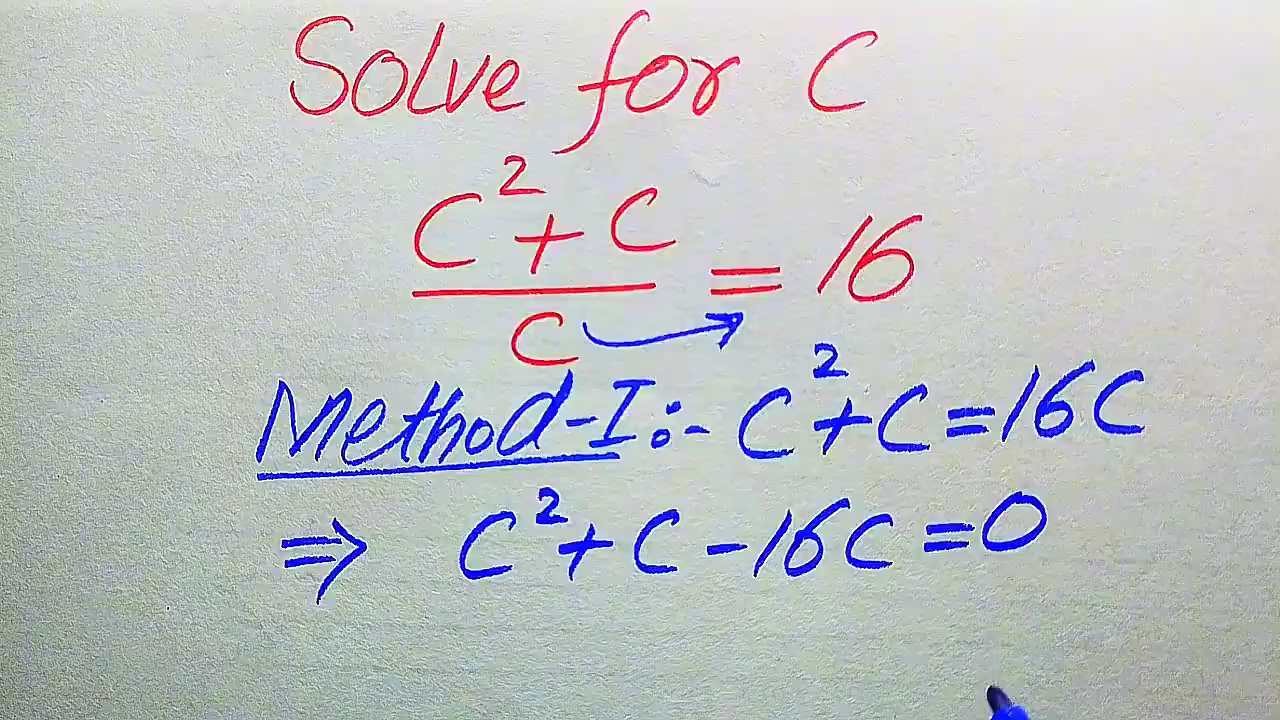 Solve for C
C² + C / C = 16
Method-I:- C² + C = 16C
⇒ C² + C - 16C = 0